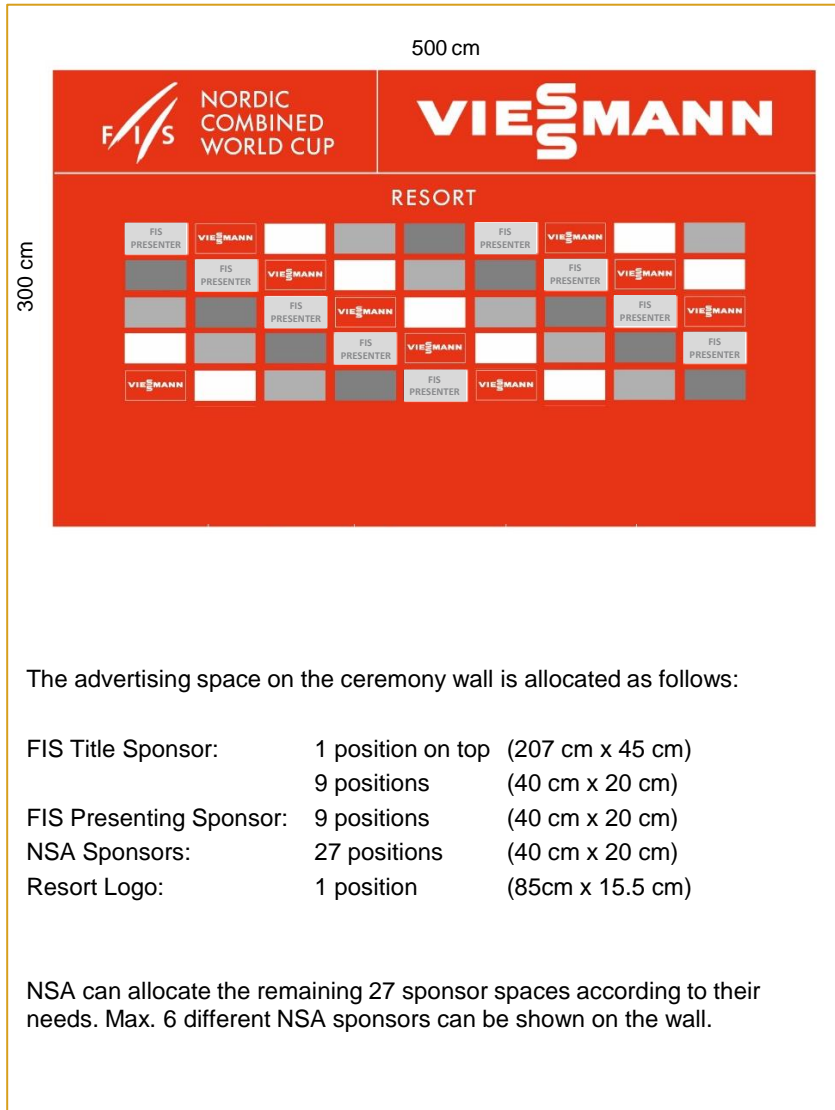 500 cm
FIS
NORDIC
COMBINED
WORLD CUP
VIESSMANN
300 cm
RESORT
FIS PRESENTER VIESSMANN FIS PRESENTER VIESSMANN
FIS PRESENTER VIESSMANN FIS PRESENTER VIESSMANN
FIS PRESENTER VIESSMANN FIS PRESENTER VIESSMANN
FIS PRESENTER VIESSMANN FIS PRESENTER
VIESSMANN FIS PRESENTER VIESSMANN
The advertising space on the ceremony wall is allocated as follows:
FIS Title Sponsor: 1 position on top (207 cm x 45 cm)
9 positions (40 cm x 20 cm)
FIS Presenting Sponsor: 9 positions (40 cm x 20 cm)
NSA Sponsors: 27 positions (40 cm x 20 cm)
Resort Logo: 1 position (85cm x 15.5 cm)
NSA can allocate the remaining 27 sponsor spaces according to their
needs. Max. 6 different NSA sponsors can be shown on the wall.